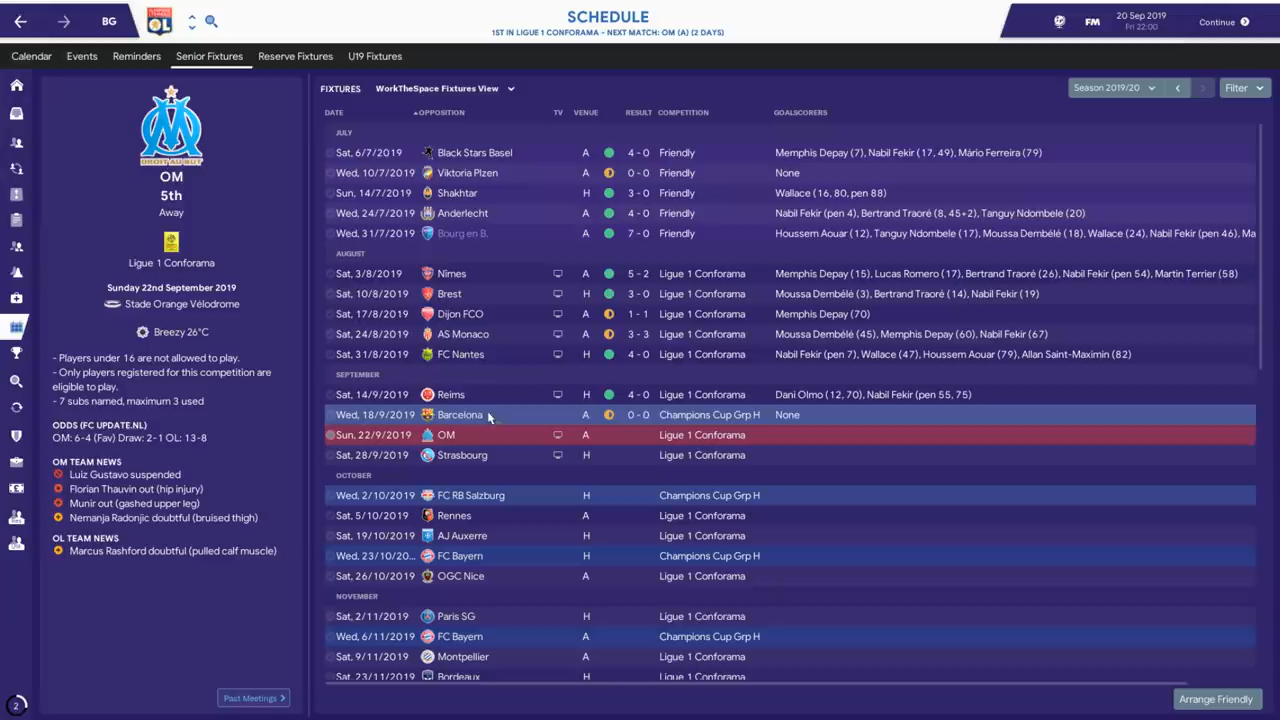 BG
SCHEDULE
1ST IN LIGUE 1 CONFORAMA - NEXT MATCH: OM (A) (2 DAYS)
FM
20 Sep 2019
Fri 22:00
Continue
Calendar Events Reminders Senior Fixtures Reserve Fixtures U19 Fixtures
DROIT AU BUT
OM
5th
Away
Ligue 1 Conforama
Sunday 22nd September 2019
Stade Orange Vélodrome
Breezy 26°C
- Players under 16 are not allowed to play.
- Only players registered for this competition are
eligible to play.
- 7 subs named, maximum 3 used
ODDS (FC UPDATE.NL)
OM: 6-4 (Fav) Draw: 2-1 OL: 13-8
OM TEAM NEWS
Luiz Gustavo suspended
Florian Thauvin out (hip injury)
Munir out (gashed upper leg)
Nemanja Radonjic doubtful (bruised thigh)
OL TEAM NEWS
Marcus Rashford doubtful (pulled calf muscle)
Past Meetings
2
FIXTURES WorkTheSpace Fixtures View Season 2019/20 Filter
DATE OPPOSITION TV VENUE RESULT COMPETITION GOALSCORERS
JULY
Sat, 6/7/2019 Black Stars Basel A 4 - 0 Friendly Memphis Depay (7), Nabil Fekir (17, 49), Mário Ferreira (79)
Wed, 10/7/2019 Viktoria Plzen A 0 - 0 Friendly None
Sun, 14/7/2019 Shakhtar H 3 - 0 Friendly Wallace (16, 80, pen 88)
Wed, 24/7/2019 Anderlecht A 4 - 0 Friendly Nabil Fekir (pen 4), Bertrand Traoré (8, 45+2), Tanguy Ndombele (20)
Wed, 31/7/2019 Bourg en B. A 7 - 0 Friendly Houssem Aouar (12), Tanguy Ndombele (17), Moussa Dembélé (18), Wallace (24), Nabil Fekir (pen 46), Ma
AUGUST
Sat, 3/8/2019 Nîmes A 5 - 2 Ligue 1 Conforama Memphis Depay (15), Lucas Romero (17), Bertrand Traoré (26), Nabil Fekir (pen 54), Martin Terrier (58)
Sat, 10/8/2019 Brest H 3 - 0 Ligue 1 Conforama Moussa Dembélé (3), Bertrand Traoré (14), Nabil Fekir (19)
Sat, 17/8/2019 Dijon FCO A 1 - 1 Ligue 1 Conforama Memphis Depay (70)
Sat, 24/8/2019 AS Monaco A 3 - 3 Ligue 1 Conforama Moussa Dembélé (45), Memphis Depay (60), Nabil Fekir (67)
Sat, 31/8/2019 FC Nantes H 4 - 0 Ligue 1 Conforama Nabil Fekir (pen 7), Wallace (47), Houssem Aouar (79), Allan Saint-Maximin (82)
SEPTEMBER
Sat, 14/9/2019 Reims H 4 - 0 Ligue 1 Conforama Dani Olmo (12, 70), Nabil Fekir (pen 55, 75)
Wed, 18/9/2019 Barcelona A 0 - 0 Champions Cup Grp H None
Sun, 22/9/2019 OM A Ligue 1 Conforama
Sat, 28/9/2019 Strasbourg H Ligue 1 Conforama
OCTOBER
Wed, 2/10/2019 FC RB Salzburg H Champions Cup Grp H
Sat, 5/10/2019 Rennes A Ligue 1 Conforama
Sat, 19/10/2019 AJ Auxerre H Ligue 1 Conforama
Wed, 23/10/20... FC Bayern H Champions Cup Grp H
Sat, 26/10/2019 OGC Nice A Ligue 1 Conforama
NOVEMBER
Sat, 2/11/2019 Paris SG H Ligue 1 Conforama
Wed, 6/11/2019 FC Bayern A Champions Cup Grp H
Sat, 9/11/2019 Montpellier A Ligue 1 Conforama
Sat, 23/11/2019 Bordeaux H Ligue 1 Conforama
Arrange Friendly